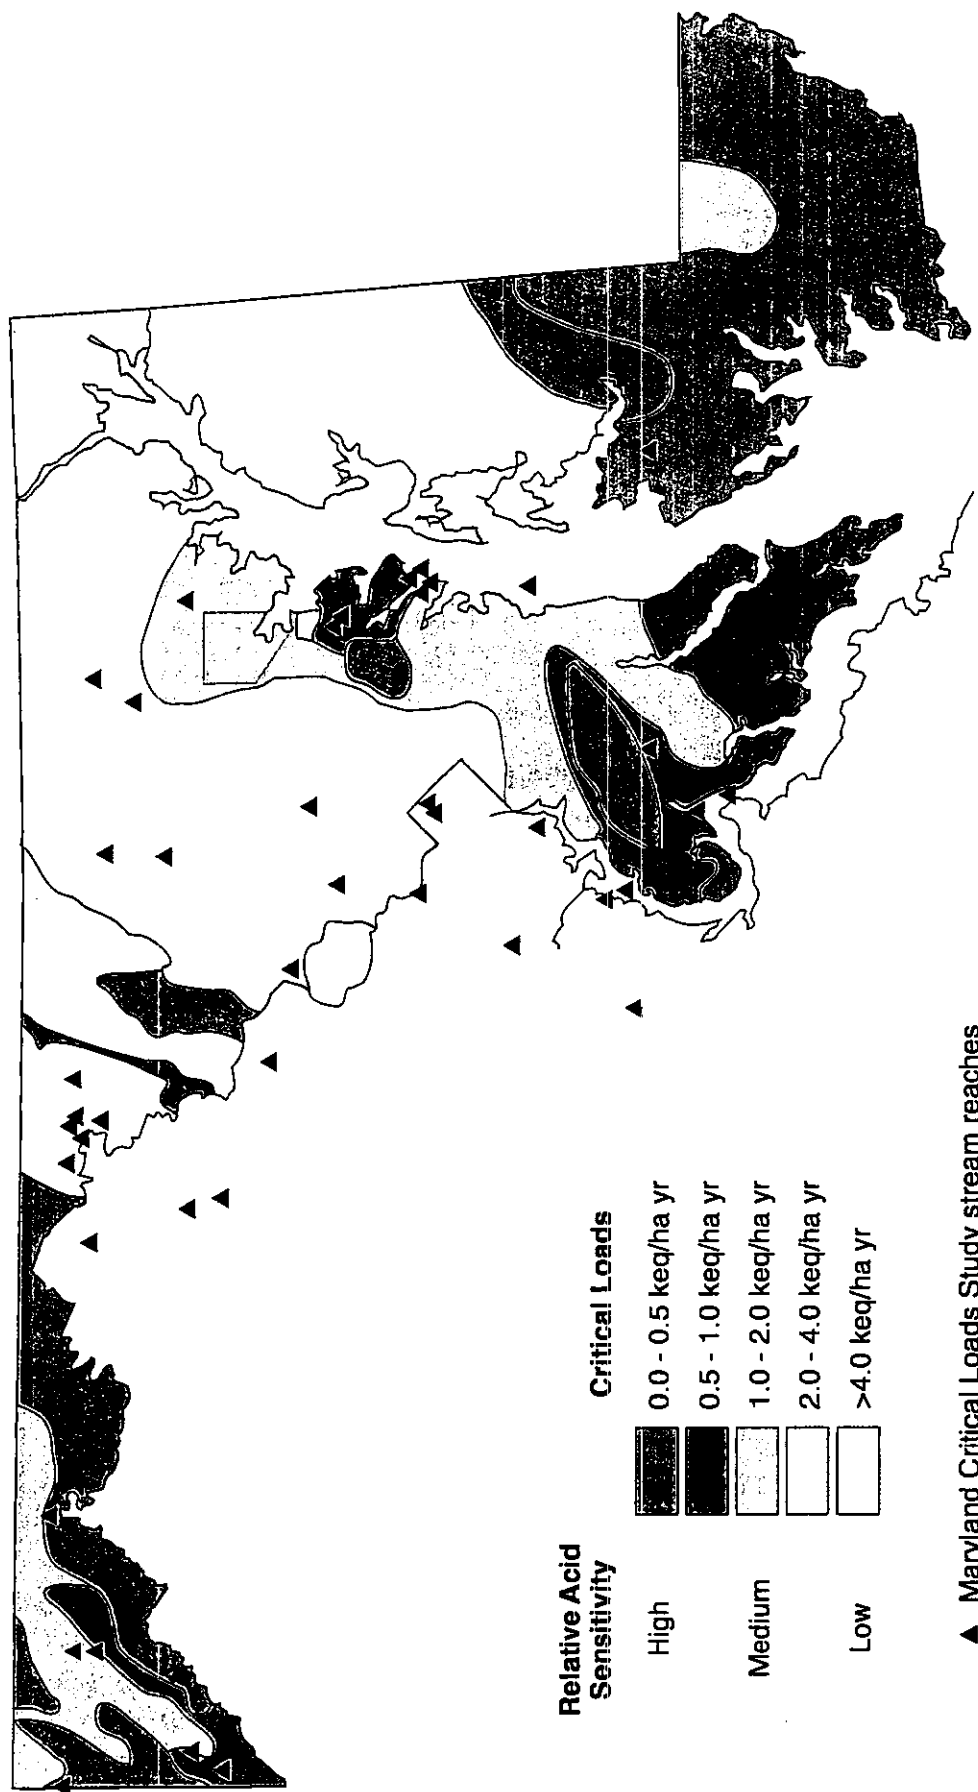 Relative Acid
Sensitivity
Critical Loads
High
0.0 - 0.5 keq/ha yr
0.5 - 1.0 keq/ha yr
Medium
1.0 - 2.0 keq/ha yr
2.0 - 4.0 keq/ha yr
Low
>4.0 keq/ha yr
▲ Maryland Critical Loads Study stream reaches